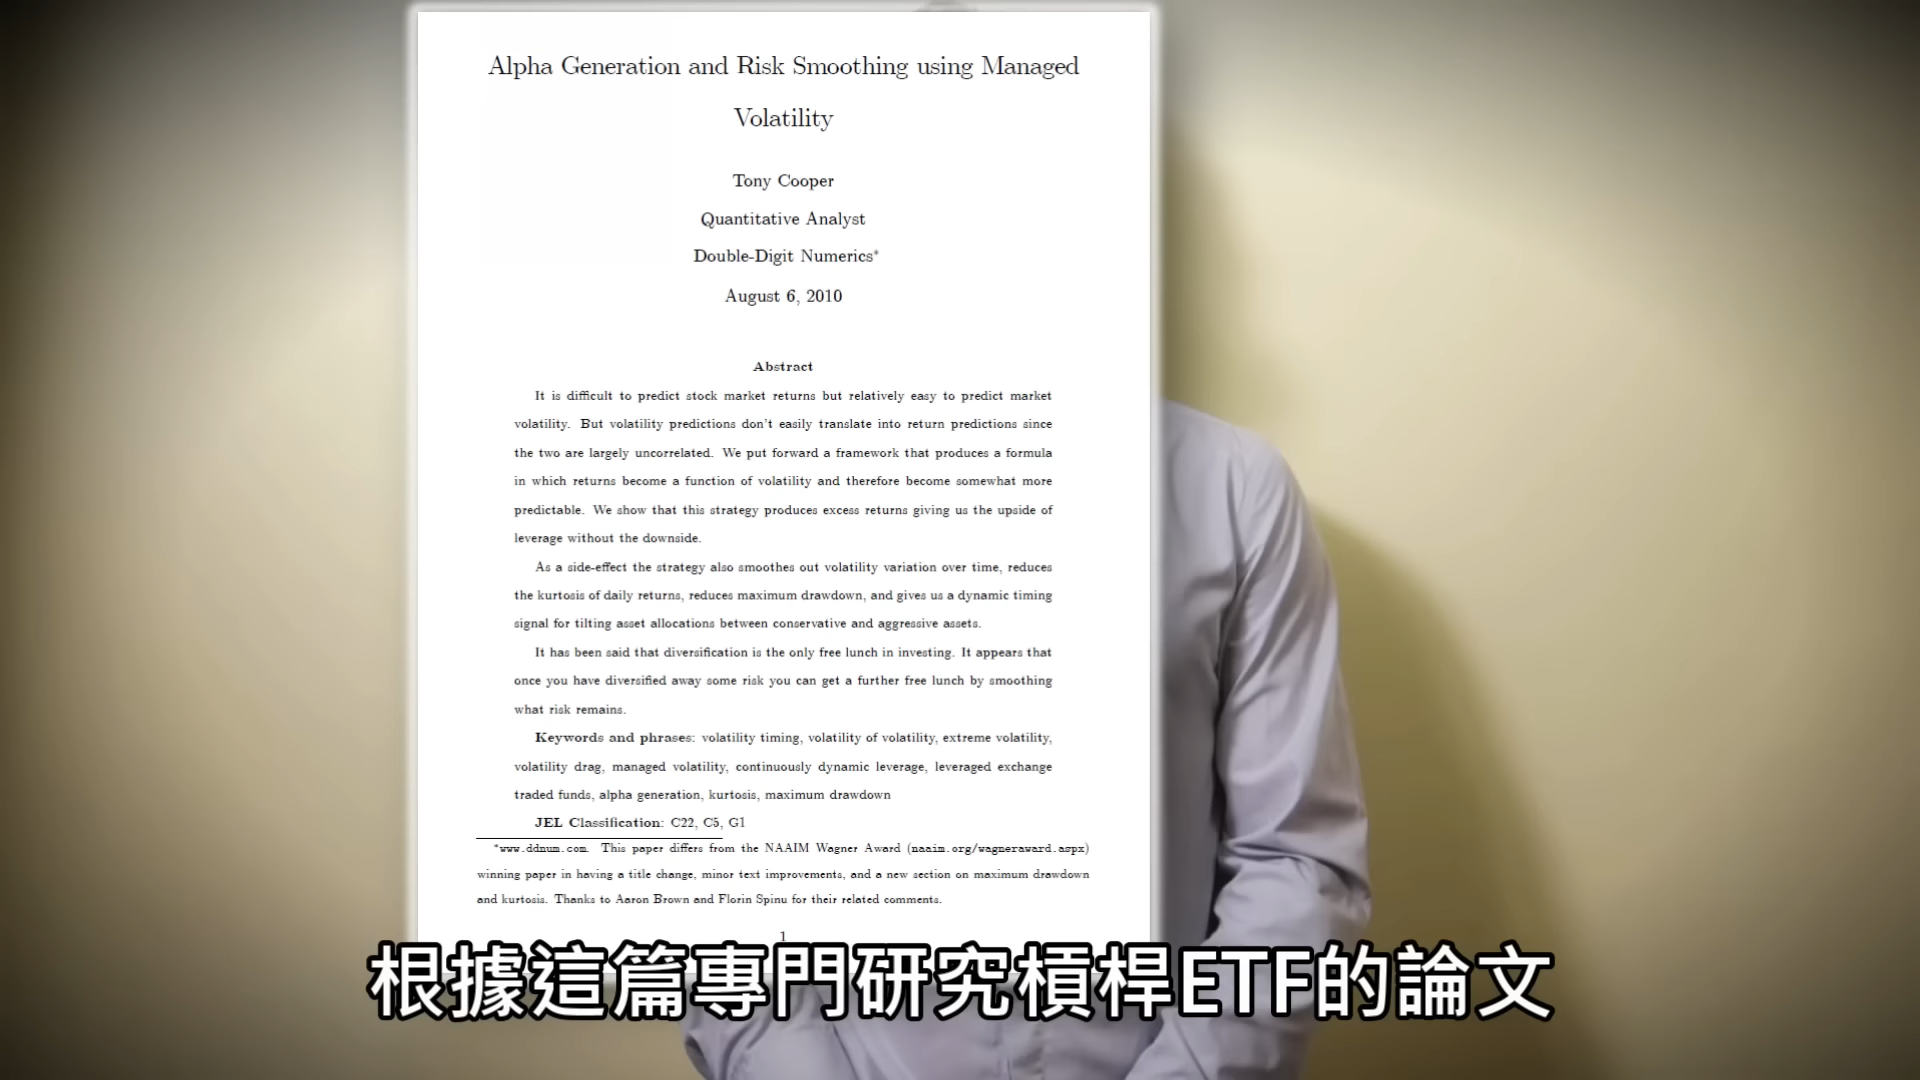 Alpha Generation and Risk Smoothing using Managed
Volatility
Tony Cooper
Quantitative Analyst
Double-Digit Numerics*
August 6, 2010
Abstract
It is difficult to predict stock market returns but relatively easy to predict market
volatility. But volatility predictions don't easily translate into return predictions since
the two are largely uncorrelated. We put forward a framework that produces a formula
in which returns become a function of volatility and therefore become somewhat more
predictable. We show that this strategy produces excess returns giving us the upside of
leverage without the downside.
As a side-effect the strategy also smoothes out volatility variation over time, reduces
the kurtosis of daily returns, reduces maximum drawdown, and gives us a dynamic timing
signal for tilting asset allocations between conservative and aggressive assets.
It has been said that diversification is the only free lunch in investing. It appears that
once you have diversified away some risk you can get a further free lunch by smoothing
what risk remains.
Keywords and phrases: volatility timing, volatility of volatility, extreme volatility,
volatility drag, managed volatility, continuously dynamic leverage, leveraged exchange
traded funds, alpha generation, kurtosis, maximum drawdown
JEL Classification: C22, C5, G1
*www.ddnum.com. This paper differs from the NAAIM Wagner Award (naaim.org/wagneraward.aspx)
winning paper in having a title change, minor text improvements, and a new section on maximum drawdown
and kurtosis. Thanks to Aaron Brown and Florin Spinu for their related comments.
1
根據這篇專門研究槓桿ETF的論文